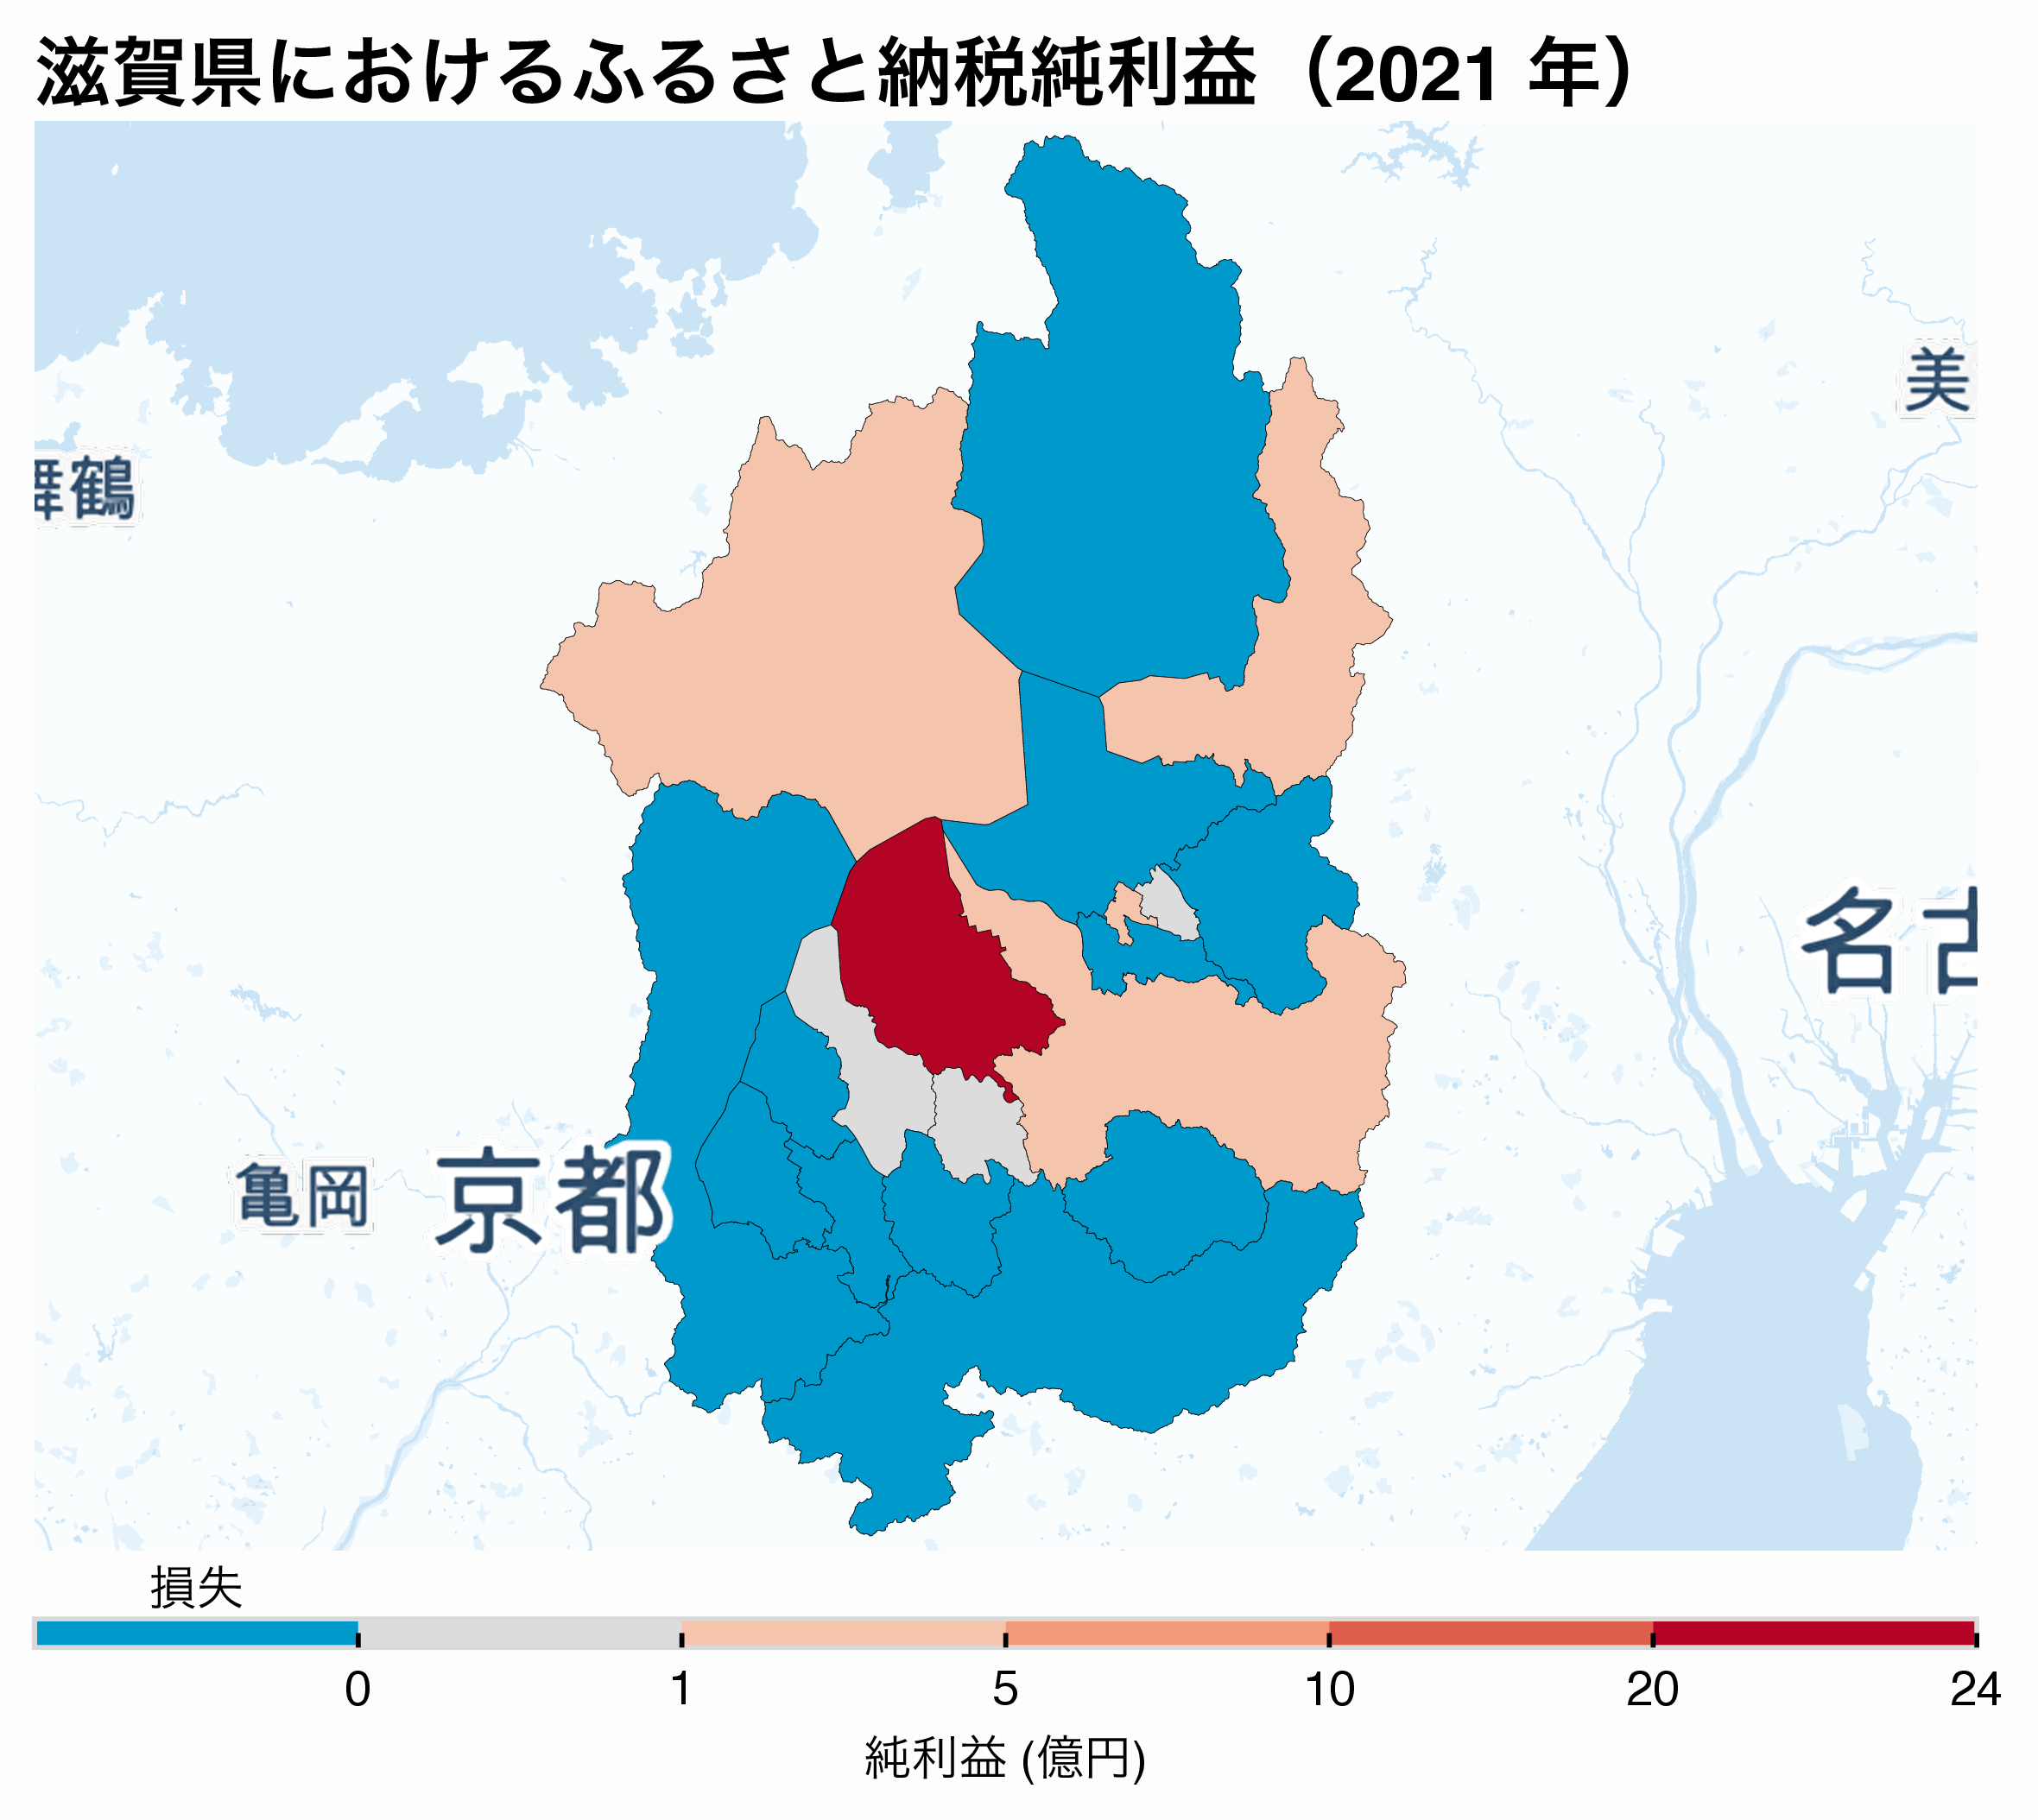 滋賀県におけるふるさと納税純利益（2021 年）
美
舞鶴
名古
亀岡 京都
損失
0 1 5 10 20 24
純利益 (億円)